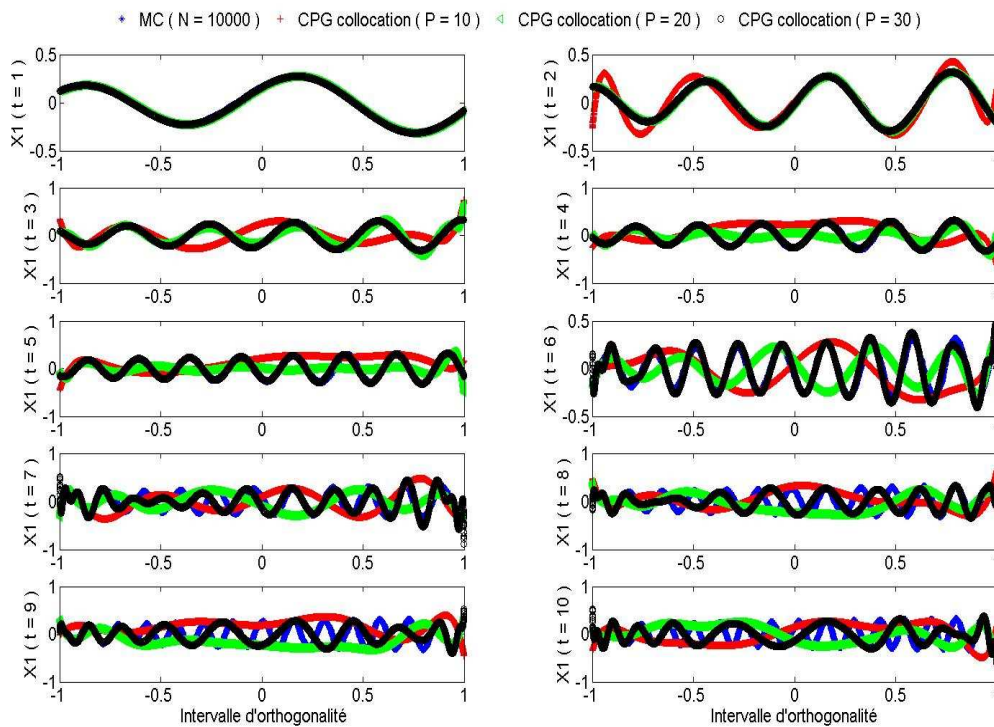 * MC ( N = 10000 ) + CPG collocation ( P = 10 ) ◁ CPG collocation ( P = 20 ) ○ CPG collocation ( P = 30 )
X1 ( t = 1 )
0.5
0
-0.5
-1 -0.5 0 0.5 1
X1 ( t = 2 )
0.5
0
-0.5
-1 -0.5 0 0.5 1
X1 ( t = 3 )
1
0
-1
-1 -0.5 0 0.5 1
X1 ( t = 4 )
1
0
-1
-1 -0.5 0 0.5 1
X1 ( t = 5 )
1
0
-1
-1 -0.5 0 0.5 1
X1 ( t = 6 )
0.5
0
-0.5
-1 -0.5 0 0.5 1
X1 ( t = 7 )
1
0
-1
-1 -0.5 0 0.5 1
X1 ( t = 8 )
1
0
-1
-1 -0.5 0 0.5 1
X1 ( t = 9 )
1
0
-1
-1 -0.5 0 0.5 1
Intervalle d'orthogonalité
X1 ( t = 10 )
1
0
-1
-1 -0.5 0 0.5 1
Intervalle d'orthogonalité